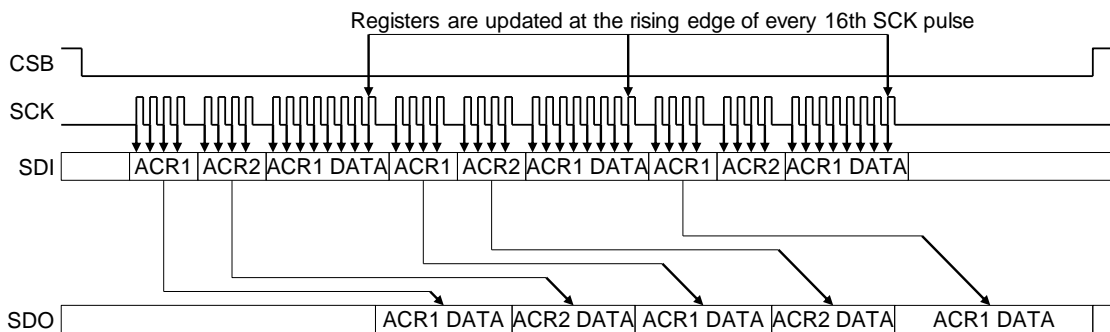 Registers are updated at the rising edge of every 16th SCK pulse
CSB
SCK
SDI ACR1 ACR2 ACR1 DATA ACR1 ACR2 ACR1 DATA ACR1 ACR2 ACR1 DATA
SDO ACR1 DATA ACR2 DATA ACR1 DATA ACR2 DATA ACR1 DATA